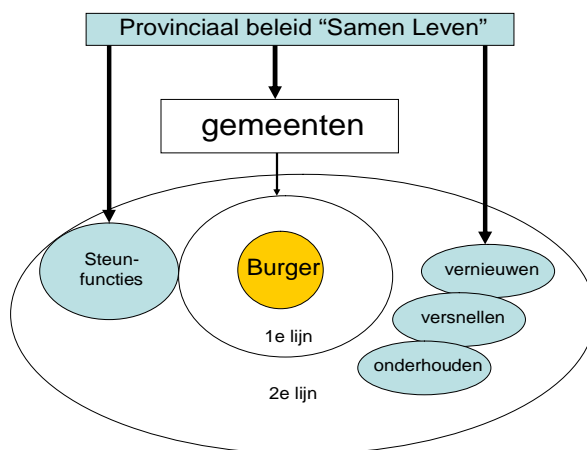 Provinciaal beleid “Samen Leven”
gemeenten
Steun-
functies
Burger
1e lijn
2e lijn
vernieuwen
versnellen
onderhouden